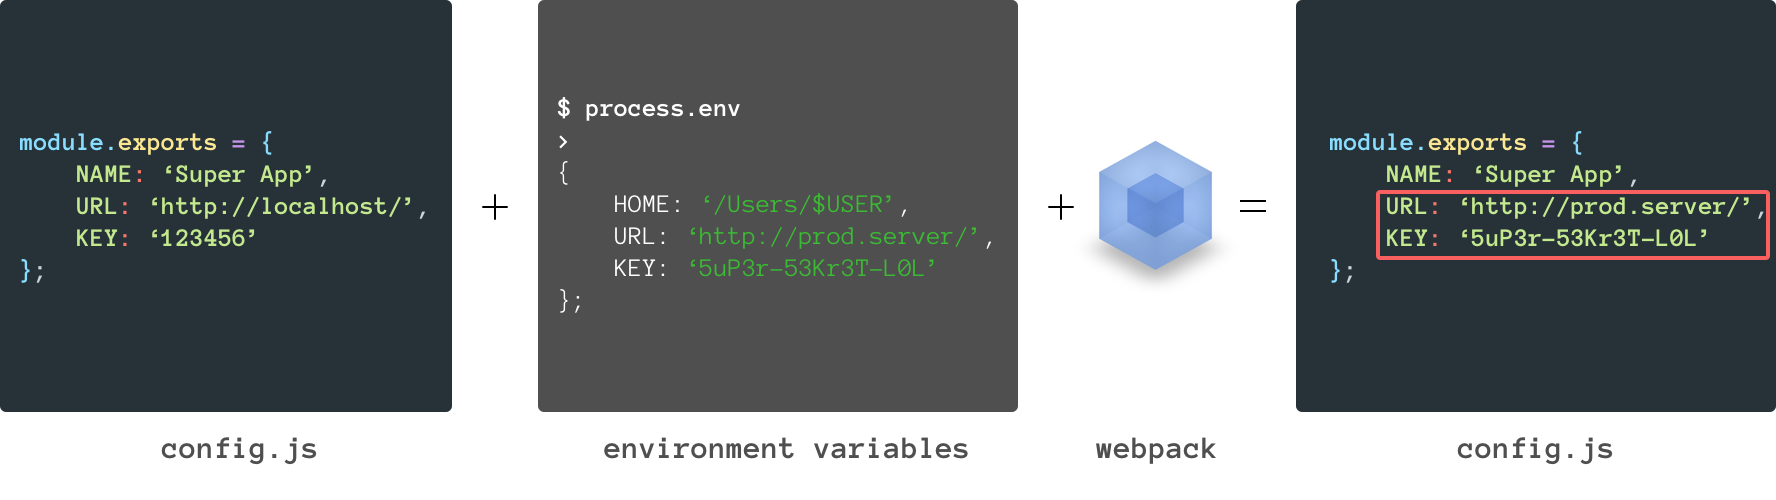 module.exports = {
NAME: ‘Super App’,
URL: ‘http://localhost/’,
KEY: ‘123456’
};
config.js
+
$ process.env
>
{
HOME: ‘/Users/$USER’,
URL: ‘http://prod.server/’,
KEY: ‘5uP3r-53Kr3T-L0L’
};
environment variables
+
webpack
=
module.exports = {
NAME: ‘Super App’,
URL: ‘http://prod.server/’,
KEY: ‘5uP3r-53Kr3T-L0L’
};
config.js